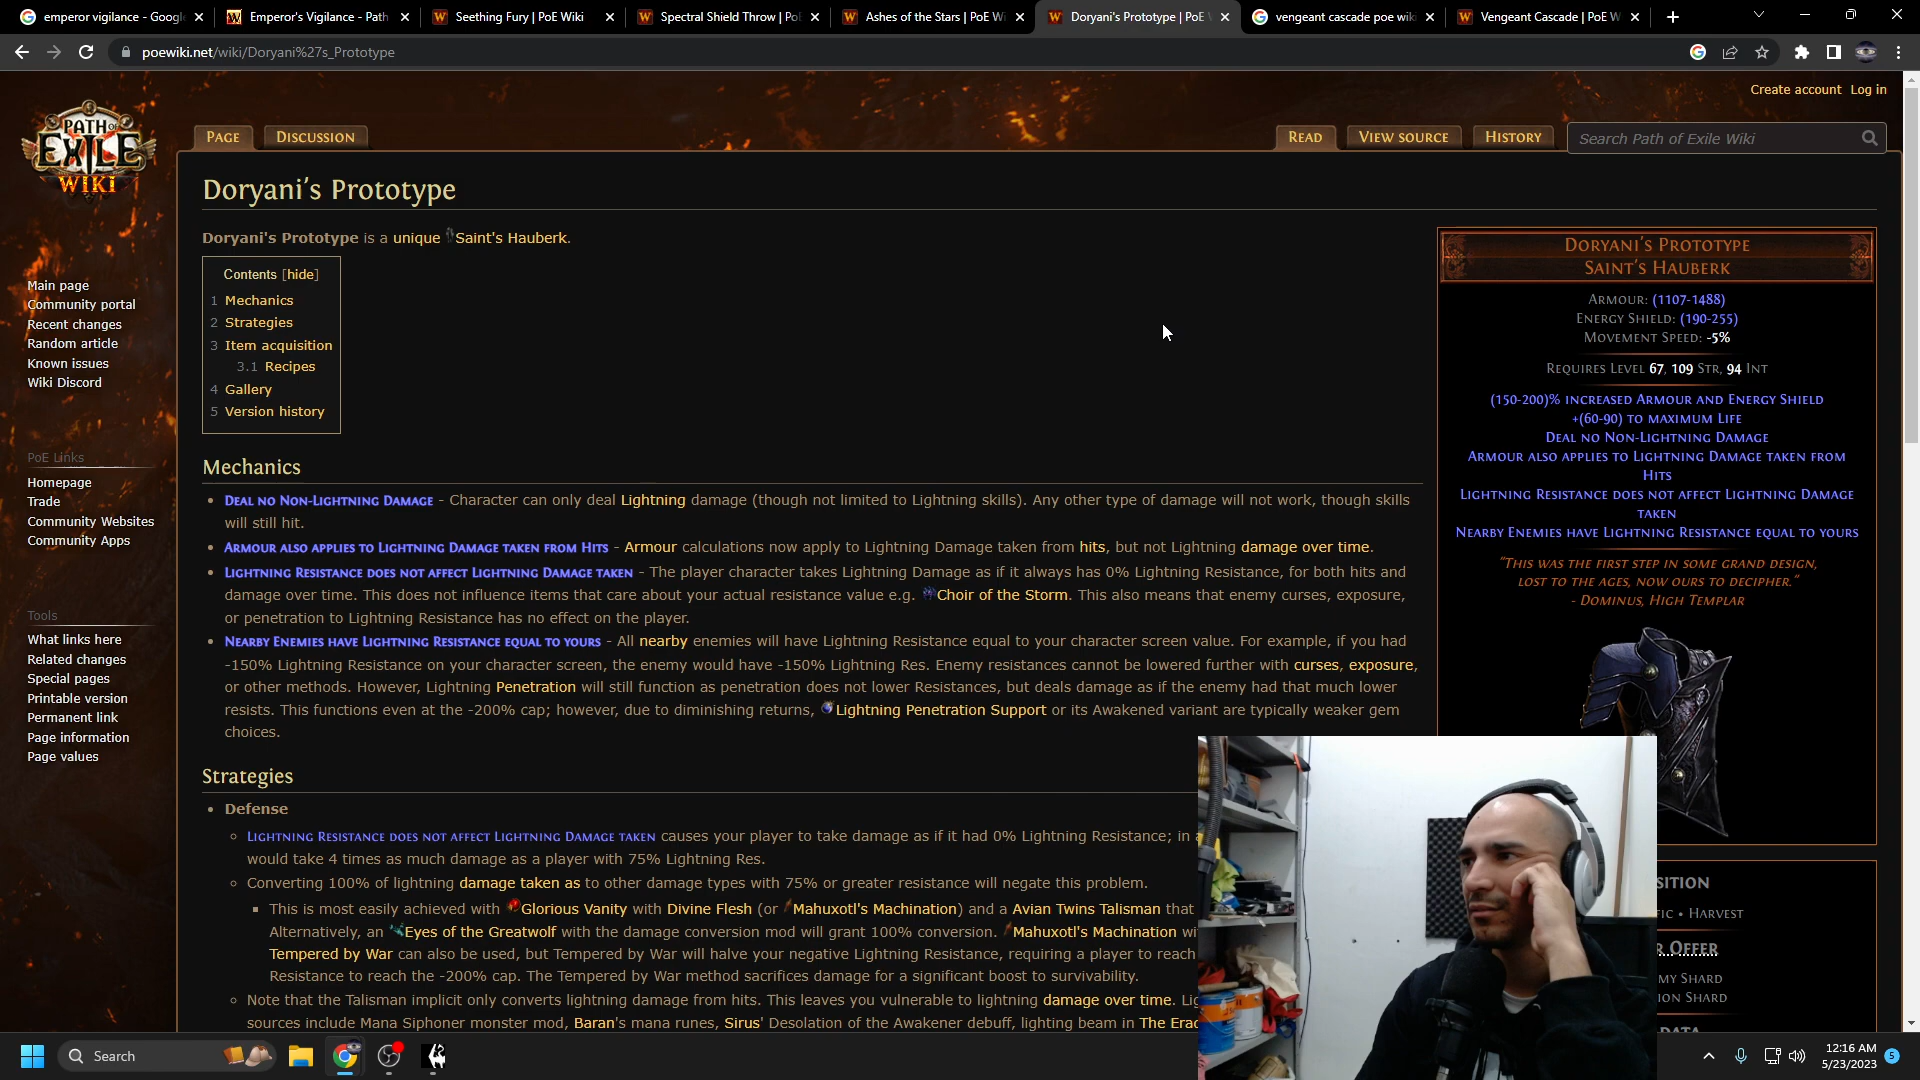 emperor vigilance - Googl
Emperor's Vigilance - Path
Seething Fury | PoE Wiki
Spectral Shield Throw | Po
Ashes of the Stars | PoE W
Doryani's Prototype | PoE
vengeant cascade poe wik
Vengeant Cascade | PoE W
poewiki.net/wiki/Doryani%27s_Prototype
Create account Log in
PATH OF
EXILE
WIKI
Page
Discussion
Read
View source
History
Search Path of Exile Wiki
Doryani's Prototype
Doryani's Prototype is a unique Saint's Hauberk.
Contents [hide]
1 Mechanics
2 Strategies
3 Item acquisition
3.1 Recipes
4 Gallery
5 Version history
Main page
Community portal
Recent changes
Random article
Known issues
Wiki Discord
PoE Links
Homepage
Trade
Community Websites
Community Apps
Tools
What links here
Related changes
Special pages
Printable version
Permanent link
Page information
Page values
Mechanics
Deal no Non-Lightning Damage - Character can only deal Lightning damage (though not limited to Lightning skills). Any other type of damage will not work, though skills
will still hit.
Armour also applies to Lightning Damage taken from Hits - Armour calculations now apply to Lightning Damage taken from hits, but not Lightning damage over time.
Lightning Resistance does not affect Lightning Damage taken - The player character takes Lightning Damage as if it always has 0% Lightning Resistance, for both hits and
damage over time. This does not influence items that care about your actual resistance value e.g. Choir of the Storm. This also means that enemy curses, exposure,
or penetration to Lightning Resistance has no effect on the player.
Nearby Enemies have Lightning Resistance equal to yours - All nearby enemies will have Lightning Resistance equal to your character screen value. For example, if you had
-150% Lightning Resistance on your character screen, the enemy would have -150% Lightning Res. Enemy resistances cannot be lowered further with curses, exposure,
or other methods. However, Lightning Penetration will still function as penetration does not lower Resistances, but deals damage as if the enemy had that much lower
resists. This functions even at the -200% cap; however, due to diminishing returns, Lightning Penetration Support or its Awakened variant are typically weaker gem
choices.
Strategies
Defense
Lightning Resistance does not affect Lightning Damage taken causes your player to take damage as if it had 0% Lightning Resistance; in
would take 4 times as much damage as a player with 75% Lightning Res.
Converting 100% of lightning damage taken as to other damage types with 75% or greater resistance will negate this problem.
This is most easily achieved with Glorious Vanity with Divine Flesh (or Mahuxotl's Machination) and a Avian Twins Talisman that
Alternatively, an Eyes of the Greatwolf with the damage conversion mod will grant 100% conversion. Mahuxotl's Machination wi
Tempered by War can also be used, but Tempered by War will halve your negative Lightning Resistance, requiring a player to reach
Resistance to reach the -200% cap. The Tempered by War method sacrifices damage for a significant boost to survivability.
Note that the Talisman implicit only converts lightning damage from hits. This leaves you vulnerable to lightning damage over time. Lig
sources include Mana Siphoner monster mod, Baran's mana runes, Sirus' Desolation of the Awakener debuff, lighting beam in The Erad
Doryani's Prototype
Saint's Hauberk
Armour: (1107-1488)
Energy Shield: (190-255)
Movement Speed: -5%
Requires Level 67, 109 Str, 94 Int
(150-200)% increased Armour and Energy Shield
+(60-90) to maximum Life
Deal no Non-Lightning Damage
Armour also applies to Lightning Damage taken from
Hits
Lightning Resistance does not affect Lightning Damage
taken
Nearby Enemies have Lightning Resistance equal to yours
"This was the first step in some grand design,
lost to the ages, now ours to decipher."
- Dominus, High Templar
sition
ic • Harvest
r Offer
my Shard
ion Shard
data
Search
12:16 AM
5/23/2023
5